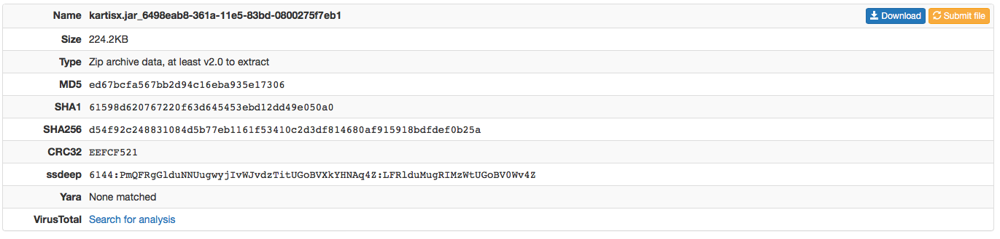 Name kartisx.jar_6498eab8-361a-11e5-83bd-0800275f7eb1 Download Submit file
Size 224.2KB
Type Zip archive data, at least v2.0 to extract
MD5 ed67bcfa567bb2d94c16eba935e17306
SHA1 61598d620767220f63d645453ebd12dd49e050a0
SHA256 d54f92c248831084d5b77eb1161f53410c2d3df814680af915918bdfdef0b25a
CRC32 EEFCF521
ssdeep 6144:PmQFRgGlduNNUugwyjIvWJvdzTitUGoBVXkYHNAq4Z:LFRlduMugRIMzWtUGoBV0Wv4Z
Yara None matched
VirusTotal Search for analysis